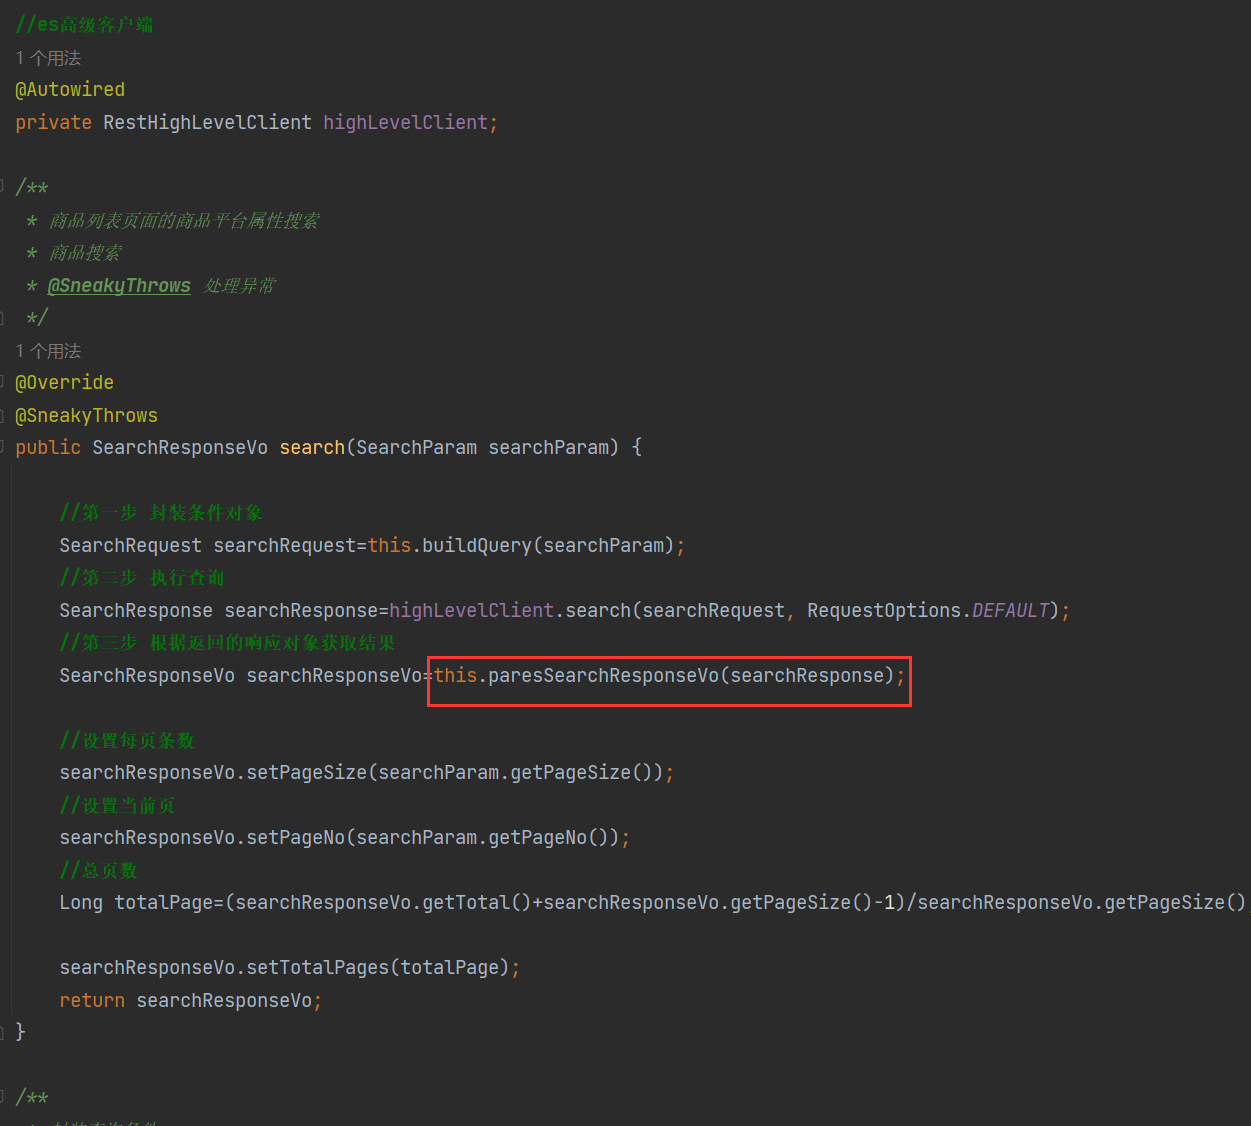 //es高级客户端
1 个用法
@Autowired
private RestHighLevelClient highLevelClient;
/**
* 商品列表页面的商品平台属性搜索
* 商品搜索
* @SneakyThrows 处理异常
*/
1 个用法
@Override
@SneakyThrows
public SearchResponseVo search(SearchParam searchParam) {
//第一步 封装条件对象
SearchRequest searchRequest=this.buildQuery(searchParam);
//第二步 执行查询
SearchResponse searchResponse=highLevelClient.search(searchRequest, RequestOptions.DEFAULT);
//第三步 根据返回的响应对象获取结果
SearchResponseVo searchResponseVo=this.paresSearchResponseVo(searchResponse);
//设置每页条数
searchResponseVo.setPageSize(searchParam.getPageSize());
//设置当前页
searchResponseVo.setPageNo(searchParam.getPageNo());
//总页数
Long totalPage=(searchResponseVo.getTotal()+searchResponseVo.getPageSize()-1)/searchResponseVo.getPageSize()
searchResponseVo.setTotalPages(totalPage);
return searchResponseVo;
}
/**